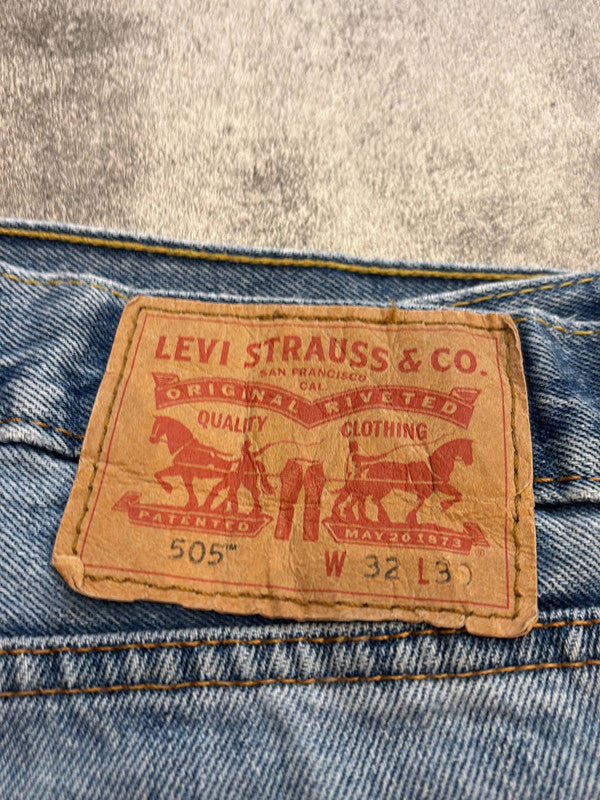 LEVI STRAUSS & CO.
SAN FRANCISCO
CAL
ORIGINAL RIVETED
QUALITY CLOTHING
PATENTED MAY 20 1873 ®
505™ W 32 L30